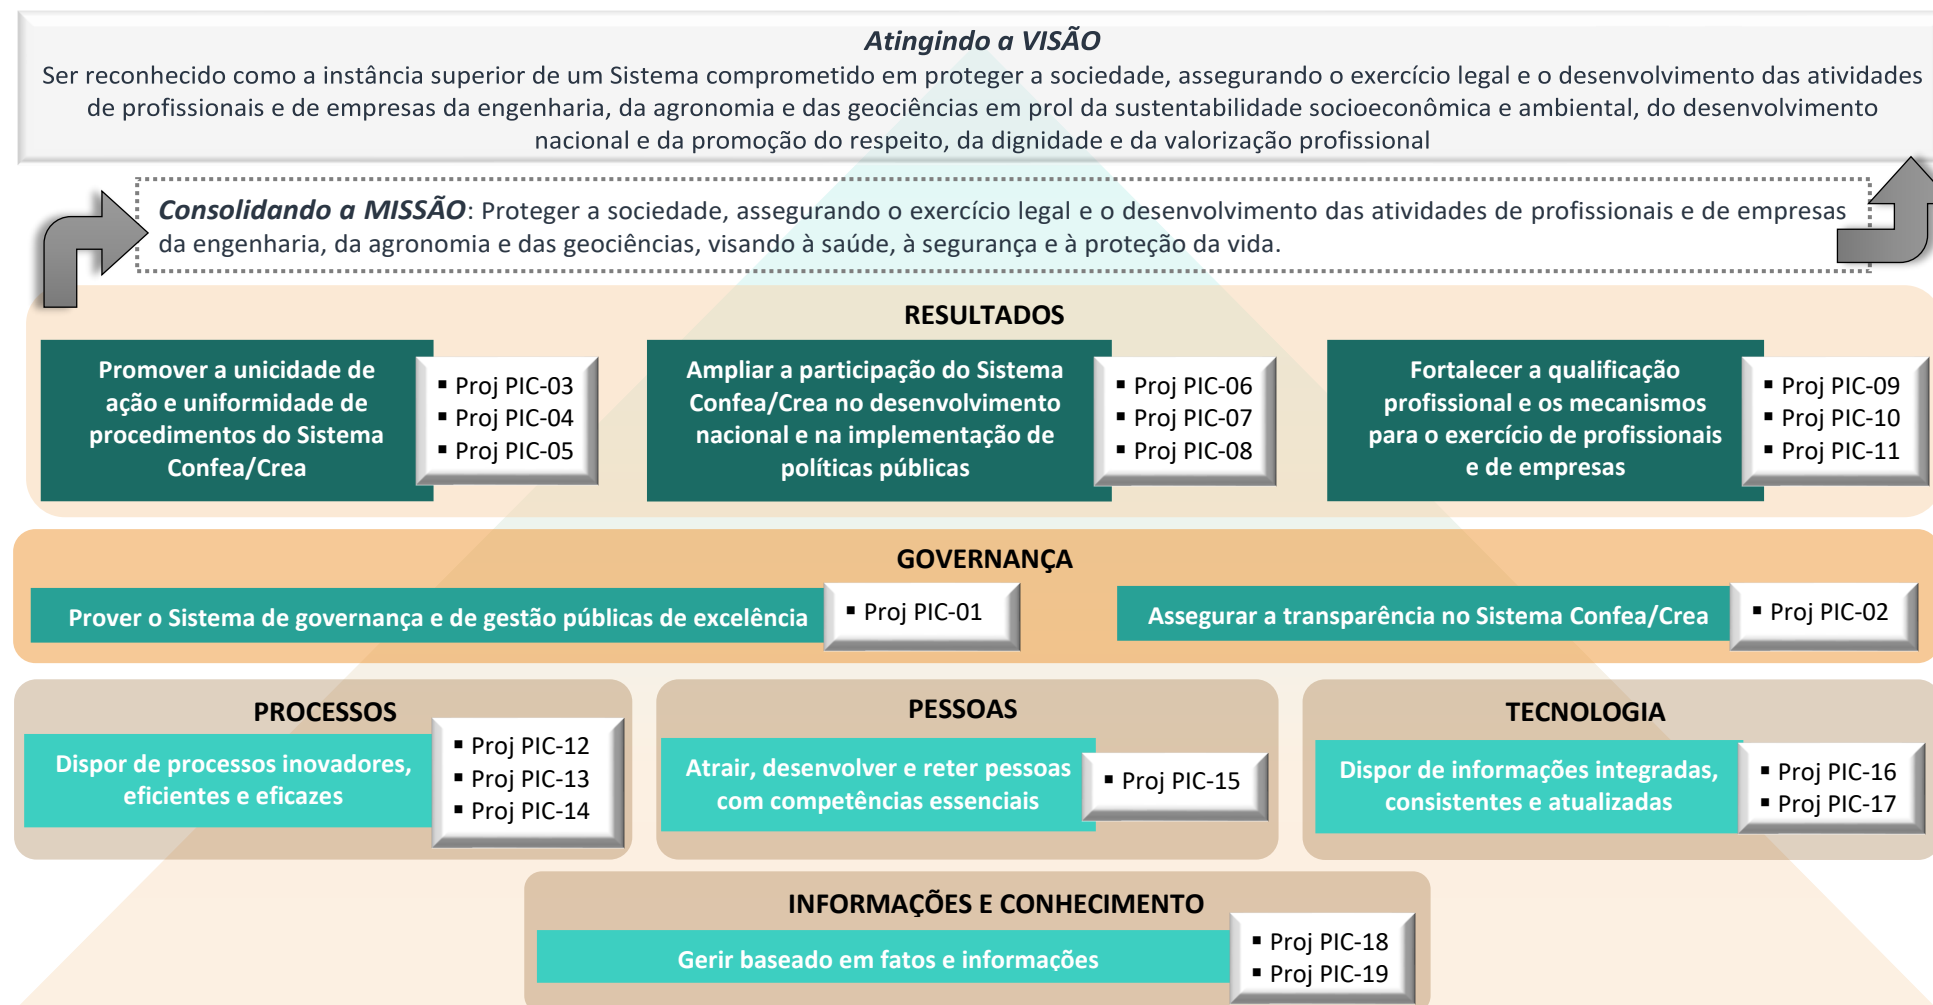 Atingindo a VISÃO
Ser reconhecido como a instância superior de um Sistema comprometido em proteger a sociedade, assegurando o exercício legal e o desenvolvimento das atividades
de profissionais e de empresas da engenharia, da agronomia e das geociências em prol da sustentabilidade socioeconômica e ambiental, do desenvolvimento
nacional e da promoção do respeito, da dignidade e da valorização profissional
Consolidando a MISSÃO: Proteger a sociedade, assegurando o exercício legal e o desenvolvimento das atividades de profissionais e de empresas
da engenharia, da agronomia e das geociências, visando à saúde, à segurança e à proteção da vida.
RESULTADOS
Promover a unicidade de
ação e uniformidade de
procedimentos do Sistema
Confea/Crea
▪ Proj PIC-03
▪ Proj PIC-04
▪ Proj PIC-05
Ampliar a participação do Sistema
Confea/Crea no desenvolvimento
nacional e na implementação de
políticas públicas
▪ Proj PIC-06
▪ Proj PIC-07
▪ Proj PIC-08
Fortalecer a qualificação
profissional e os mecanismos
para o exercício de profissionais
e de empresas
▪ Proj PIC-09
▪ Proj PIC-10
▪ Proj PIC-11
GOVERNANÇA
Prover o Sistema de governança e de gestão públicas de excelência
▪ Proj PIC-01
Assegurar a transparência no Sistema Confea/Crea
▪ Proj PIC-02
PROCESSOS
Dispor de processos inovadores,
eficientes e eficazes
▪ Proj PIC-12
▪ Proj PIC-13
▪ Proj PIC-14
PESSOAS
Atrair, desenvolver e reter pessoas
com competências essenciais
▪ Proj PIC-15
TECNOLOGIA
Dispor de informações integradas,
consistentes e atualizadas
▪ Proj PIC-16
▪ Proj PIC-17
INFORMAÇÕES E CONHECIMENTO
Gerir baseado em fatos e informações
▪ Proj PIC-18
▪ Proj PIC-19